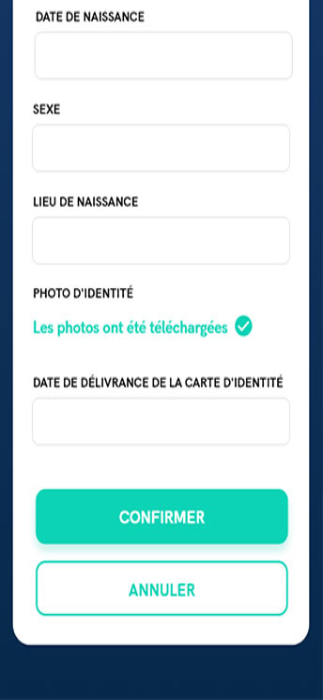 DATE DE NAISSANCE
SEXE
LIEU DE NAISSANCE
PHOTO D'IDENTITÉ
Les photos ont été téléchargées
DATE DE DÉLIVRANCE DE LA CARTE D'IDENTITÉ
CONFIRMER
ANNULER